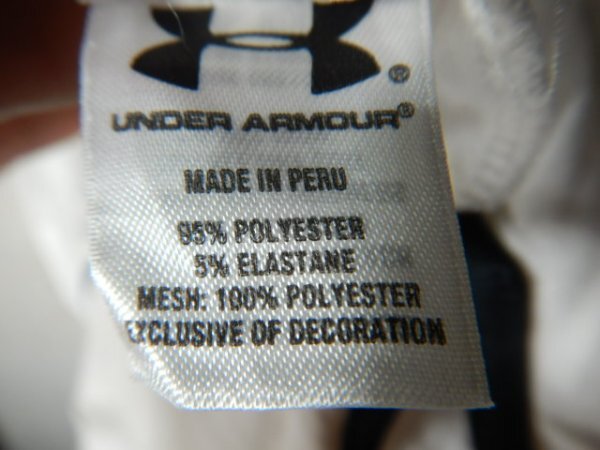 ®
UNDER ARMOUR®
MADE IN PERU
95% POLYESTER
5% ELASTANE
MESH: 100% POLYESTER
EXCLUSIVE OF DECORATION